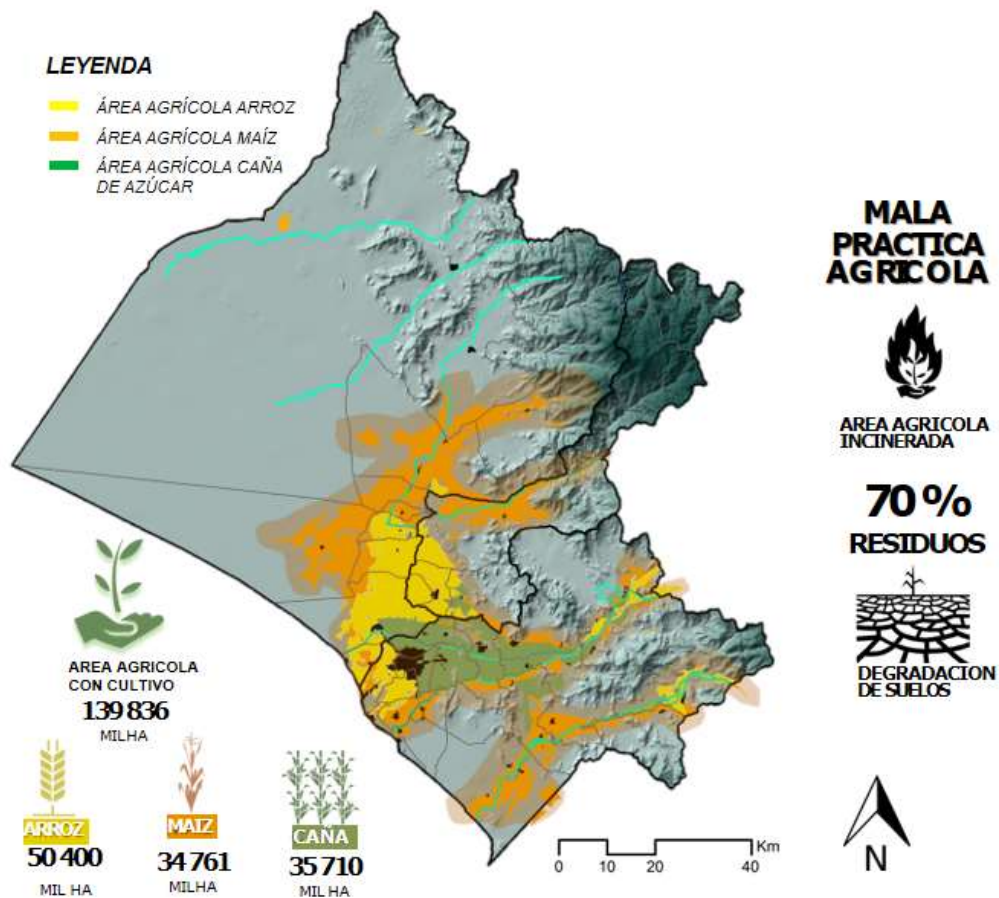 LEYENDA
ÁREA AGRÍCOLA ARROZ
ÁREA AGRÍCOLA MAÍZ
ÁREA AGRÍCOLA CAÑA
DE AZÚCAR
MALA
PRACTICA
AGRICOLA
AREA AGRICOLA
INCINERADA
70 %
RESIDUOS
DEGRADACION
DE SUELOS
AREA AGRICOLA
CON CULTIVO
139 836
MILHA
ARROZ
50 400
MIL HA
MAIZ
34 761
MILHA
CAÑA
35 710
MIL HA
Km
0 10 20 40
N